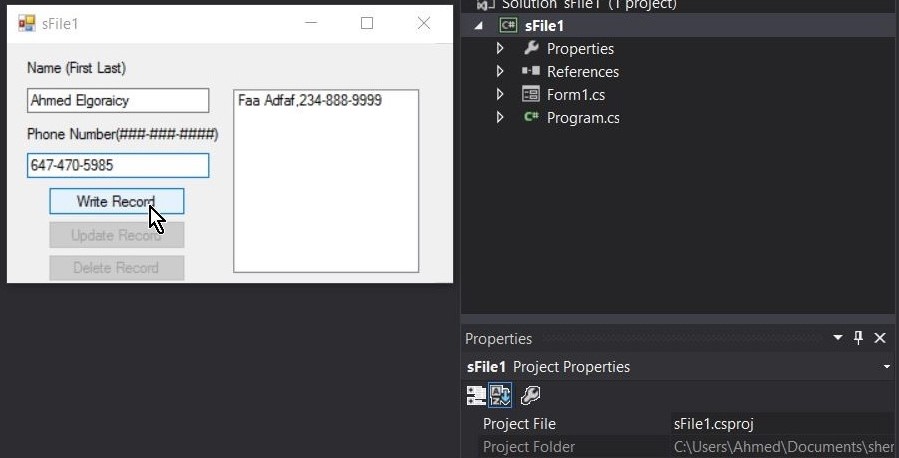 sFile1
Name (First Last)
Ahmed Elgoraicy
Phone Number(###-###-####)
647-470-5985
Write Record
Update Record
Delete Record
Faa Adfaf,234-888-9999
Solution 'sFile1' (1 project)
C# sFile1
Properties
References
Form1.cs
C# Program.cs
Properties
sFile1 Project Properties
Project File sFile1.csproj
Project Folder C:\Users\Ahmed\Documents\sher